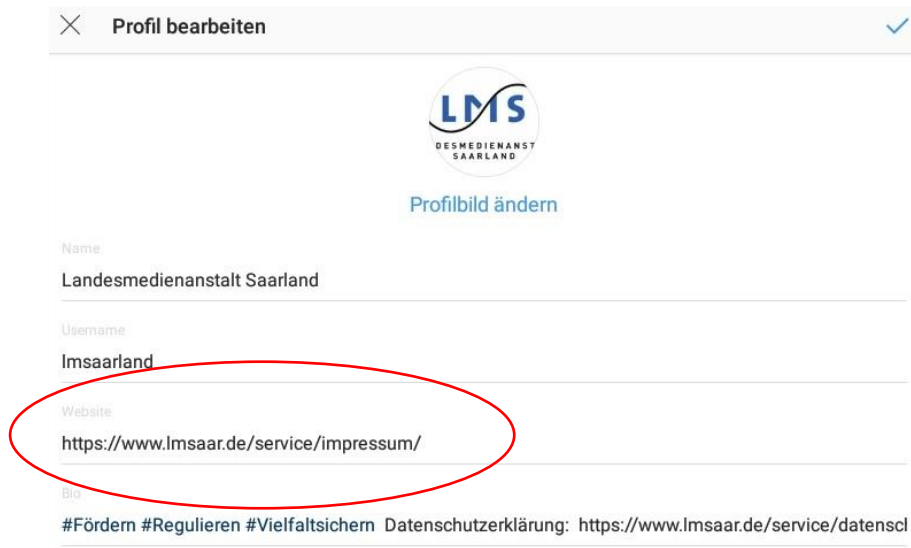 Profil bearbeiten
LMS
DESMEDIENANST
SAARLAND
Profilbild ändern
Name
Landesmedienanstalt Saarland
Username
lmsaarland
Website
https://www.lmsaar.de/service/impressum/
Bio
#Fördern #Regulieren #Vielfaltsichern Datenschutzerklärung: https://www.lmsaar.de/service/datenscl